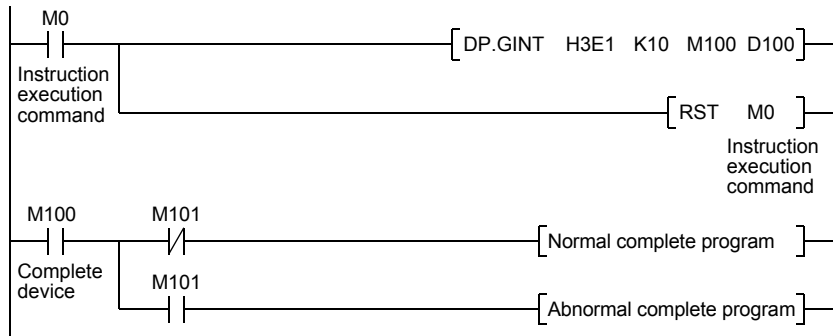 M0
DP.GINT H3E1 K10 M100 D100
Instruction
execution
command
RST M0
Instruction
execution
command
M100 M101
Normal complete program
Complete
device
M101
Abnormal complete program